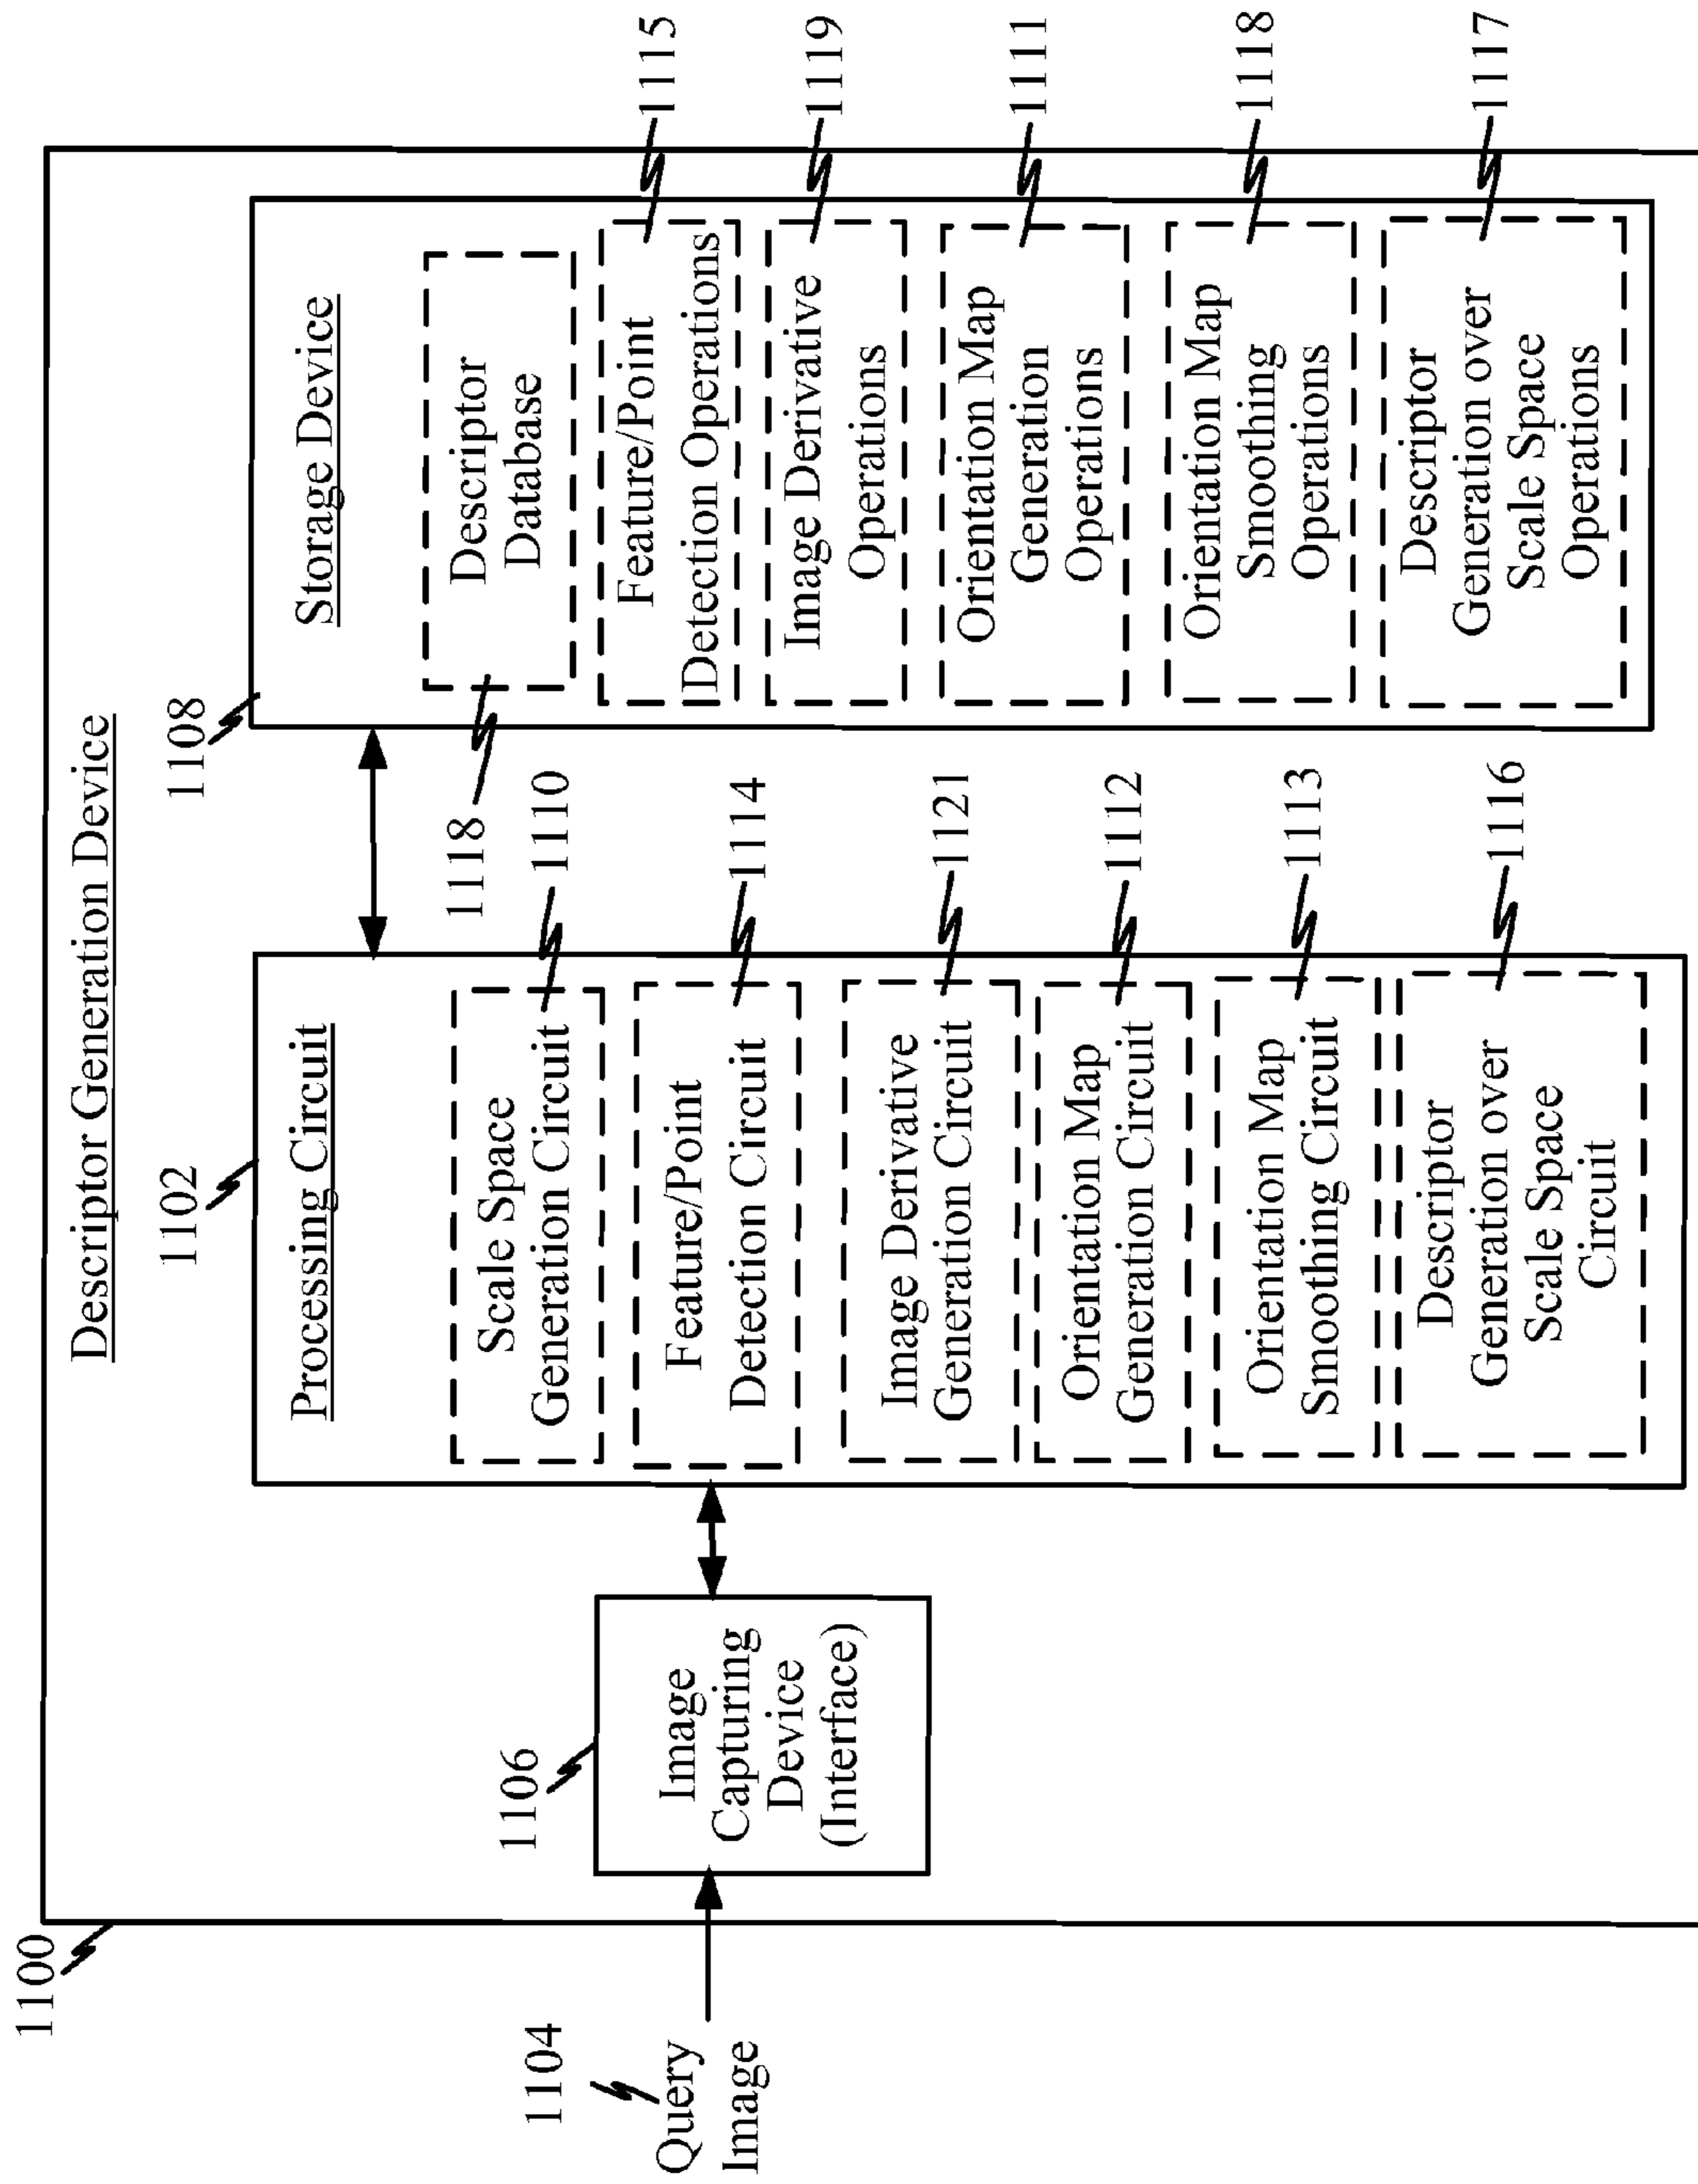 1100
Descriptor Generation Device
1104
Query
Image
1106
Image
Capturing
Device
(Interface)
1102
Processing Circuit
Scale Space
Generation Circuit
1110
Feature/Point
Detection Circuit
1114
Image Derivative
Generation Circuit
1121
Orientation Map
Generation Circuit
1112
Orientation Map
Smoothing Circuit
1113
Descriptor
Generation over
Scale Space
Circuit
1116
1108
Storage Device
1118
Descriptor
Database
Feature/Point
Detection Operations
1115
Image Derivative
Operations
1119
Orientation Map
Generation
Operations
1111
Orientation Map
Smoothing
Operations
1118
Descriptor
Generation over
Scale Space
Operations
1117